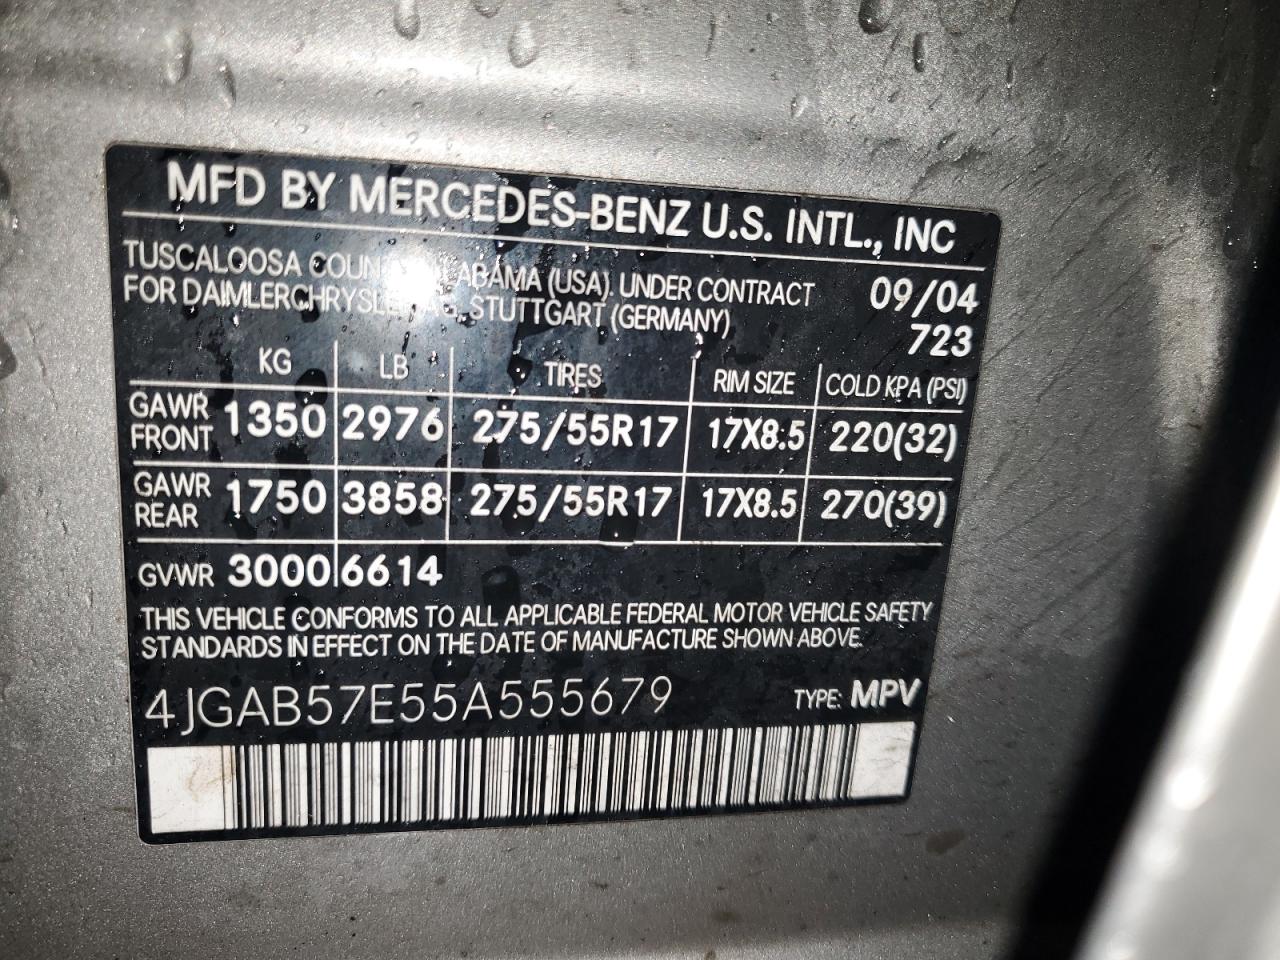 MFD BY MERCEDES-BENZ U.S. INTL., INC
TUSCALOOSA ALABAMA (USA). UNDER CONTRACT 09/04
FOR DAIMLERCHRYSLER AG, STUTTGART (GERMANY) 723
KG LB TIRES RIM SIZE COLD KPA (PSI)
GAWR FRONT 1350 2976 275/55R17 17X8.5 220(32)
GAWR REAR 1750 3858 275/55R17 17X8.5 270(39)
GVWR 3000 6614
THIS VEHICLE CONFORMS TO ALL APPLICABLE FEDERAL MOTOR VEHICLE SAFETY
STANDARDS IN EFFECT ON THE DATE OF MANUFACTURE SHOWN ABOVE.
4JGAB57E55A555679 TYPE: MPV